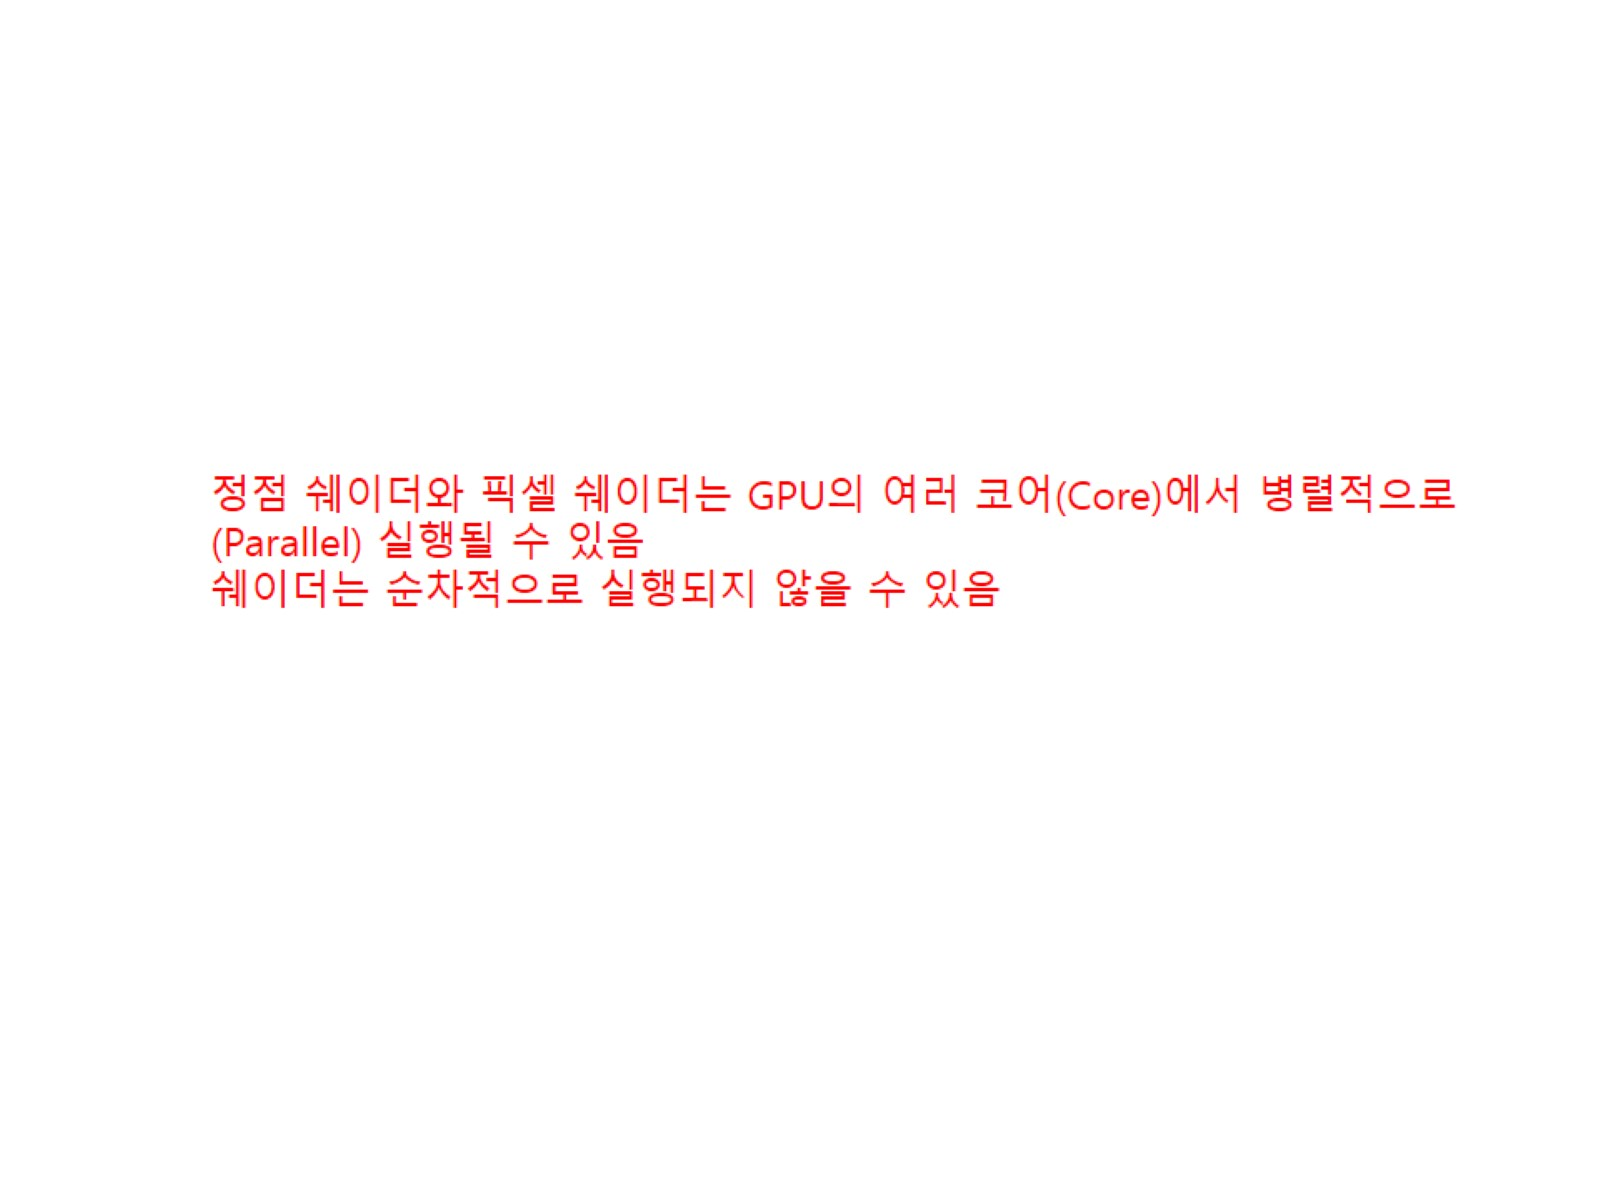 정점 쉐이더와 픽셀 쉐이더는 GPU의 여러 코어(Core)에서 병렬적으로
(Parallel) 실행될 수 있음
쉐이더는 순차적으로 실행되지 않을 수 있음